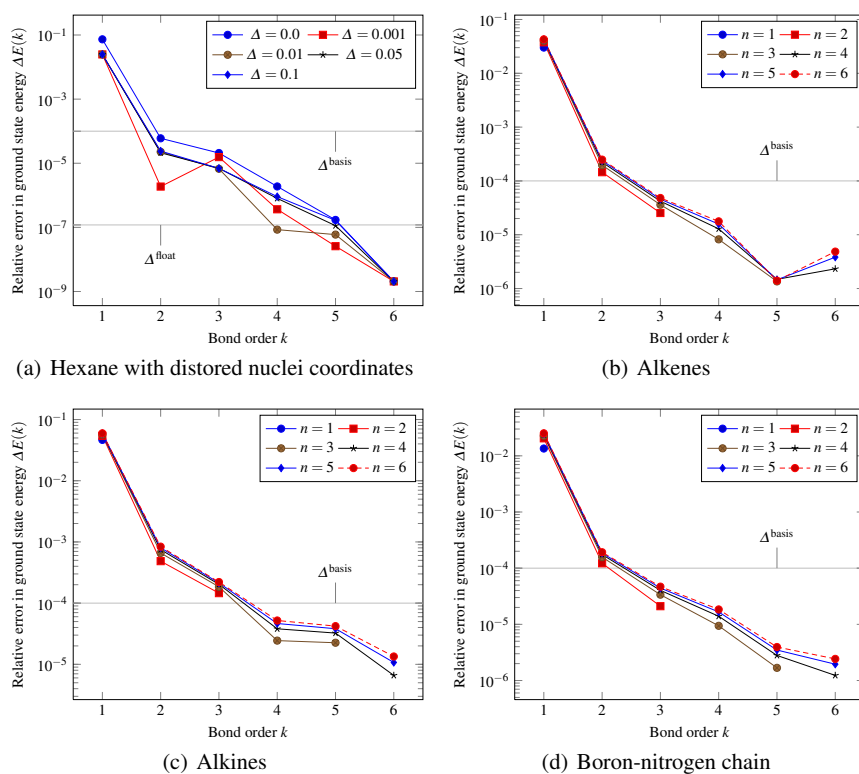 Relative error in ground state energy ΔE(k)
10⁻¹
10⁻³
10⁻⁵
10⁻⁷
10⁻⁹
Δ = 0.0 Δ = 0.001
Δ = 0.01 Δ = 0.05
Δ = 0.1
Δ^basis
Δ^float
1 2 3 4 5 6
Bond order k
(a) Hexane with distored nuclei coordinates
Relative error in ground state energy ΔE(k)
10⁻¹
10⁻²
10⁻³
10⁻⁴
10⁻⁵
10⁻⁶
n = 1 n = 2
n = 3 n = 4
n = 5 n = 6
Δ^basis
1 2 3 4 5 6
Bond order k
(b) Alkenes
Relative error in ground state energy ΔE(k)
10⁻¹
10⁻²
10⁻³
10⁻⁴
10⁻⁵
n = 1 n = 2
n = 3 n = 4
n = 5 n = 6
Δ^basis
1 2 3 4 5 6
Bond order k
(c) Alkines
Relative error in ground state energy ΔE(k)
10⁻²
10⁻³
10⁻⁴
10⁻⁵
10⁻⁶
n = 1 n = 2
n = 3 n = 4
n = 5 n = 6
Δ^basis
1 2 3 4 5 6
Bond order k
(d) Boron-nitrogen chain